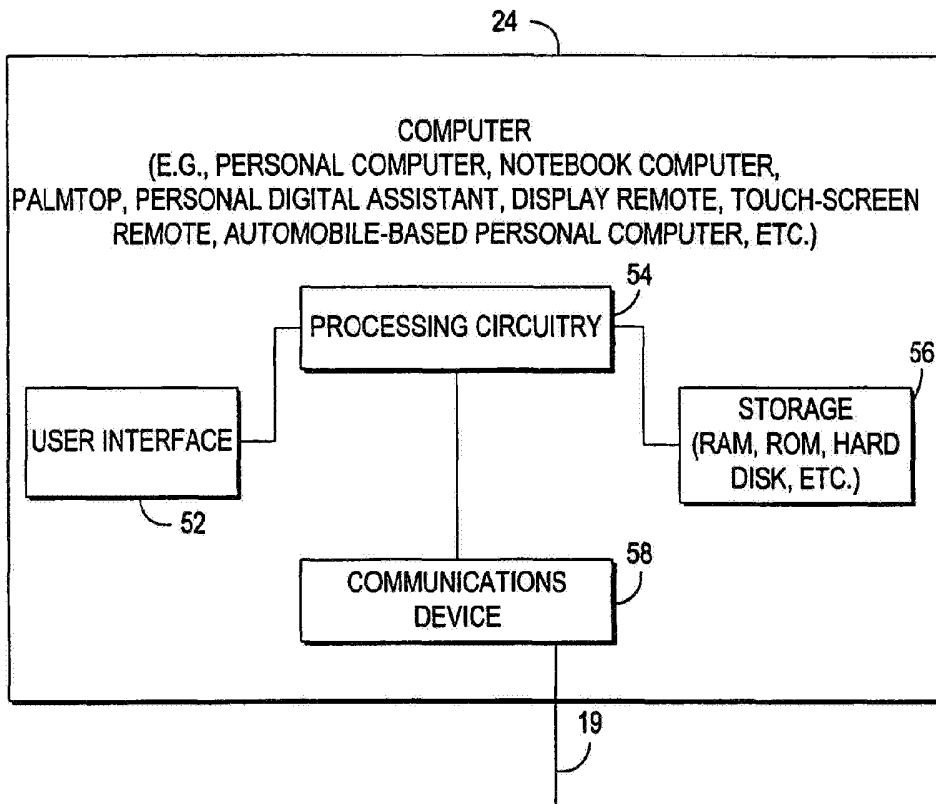 24
COMPUTER
(E.G., PERSONAL COMPUTER, NOTEBOOK COMPUTER,
PALMTOP, PERSONAL DIGITAL ASSISTANT, DISPLAY REMOTE, TOUCH-SCREEN
REMOTE, AUTOMOBILE-BASED PERSONAL COMPUTER, ETC.)
54
PROCESSING CIRCUITRY
56
USER INTERFACE
STORAGE
(RAM, ROM, HARD
DISK, ETC.)
52
58
COMMUNICATIONS
DEVICE
19